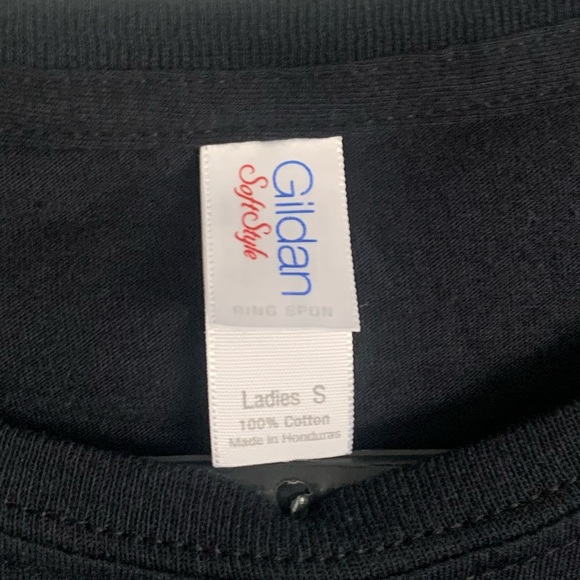 Gildan
SoftStyle
RING SPUN
Ladies S
100% Cotton
Made in Honduras